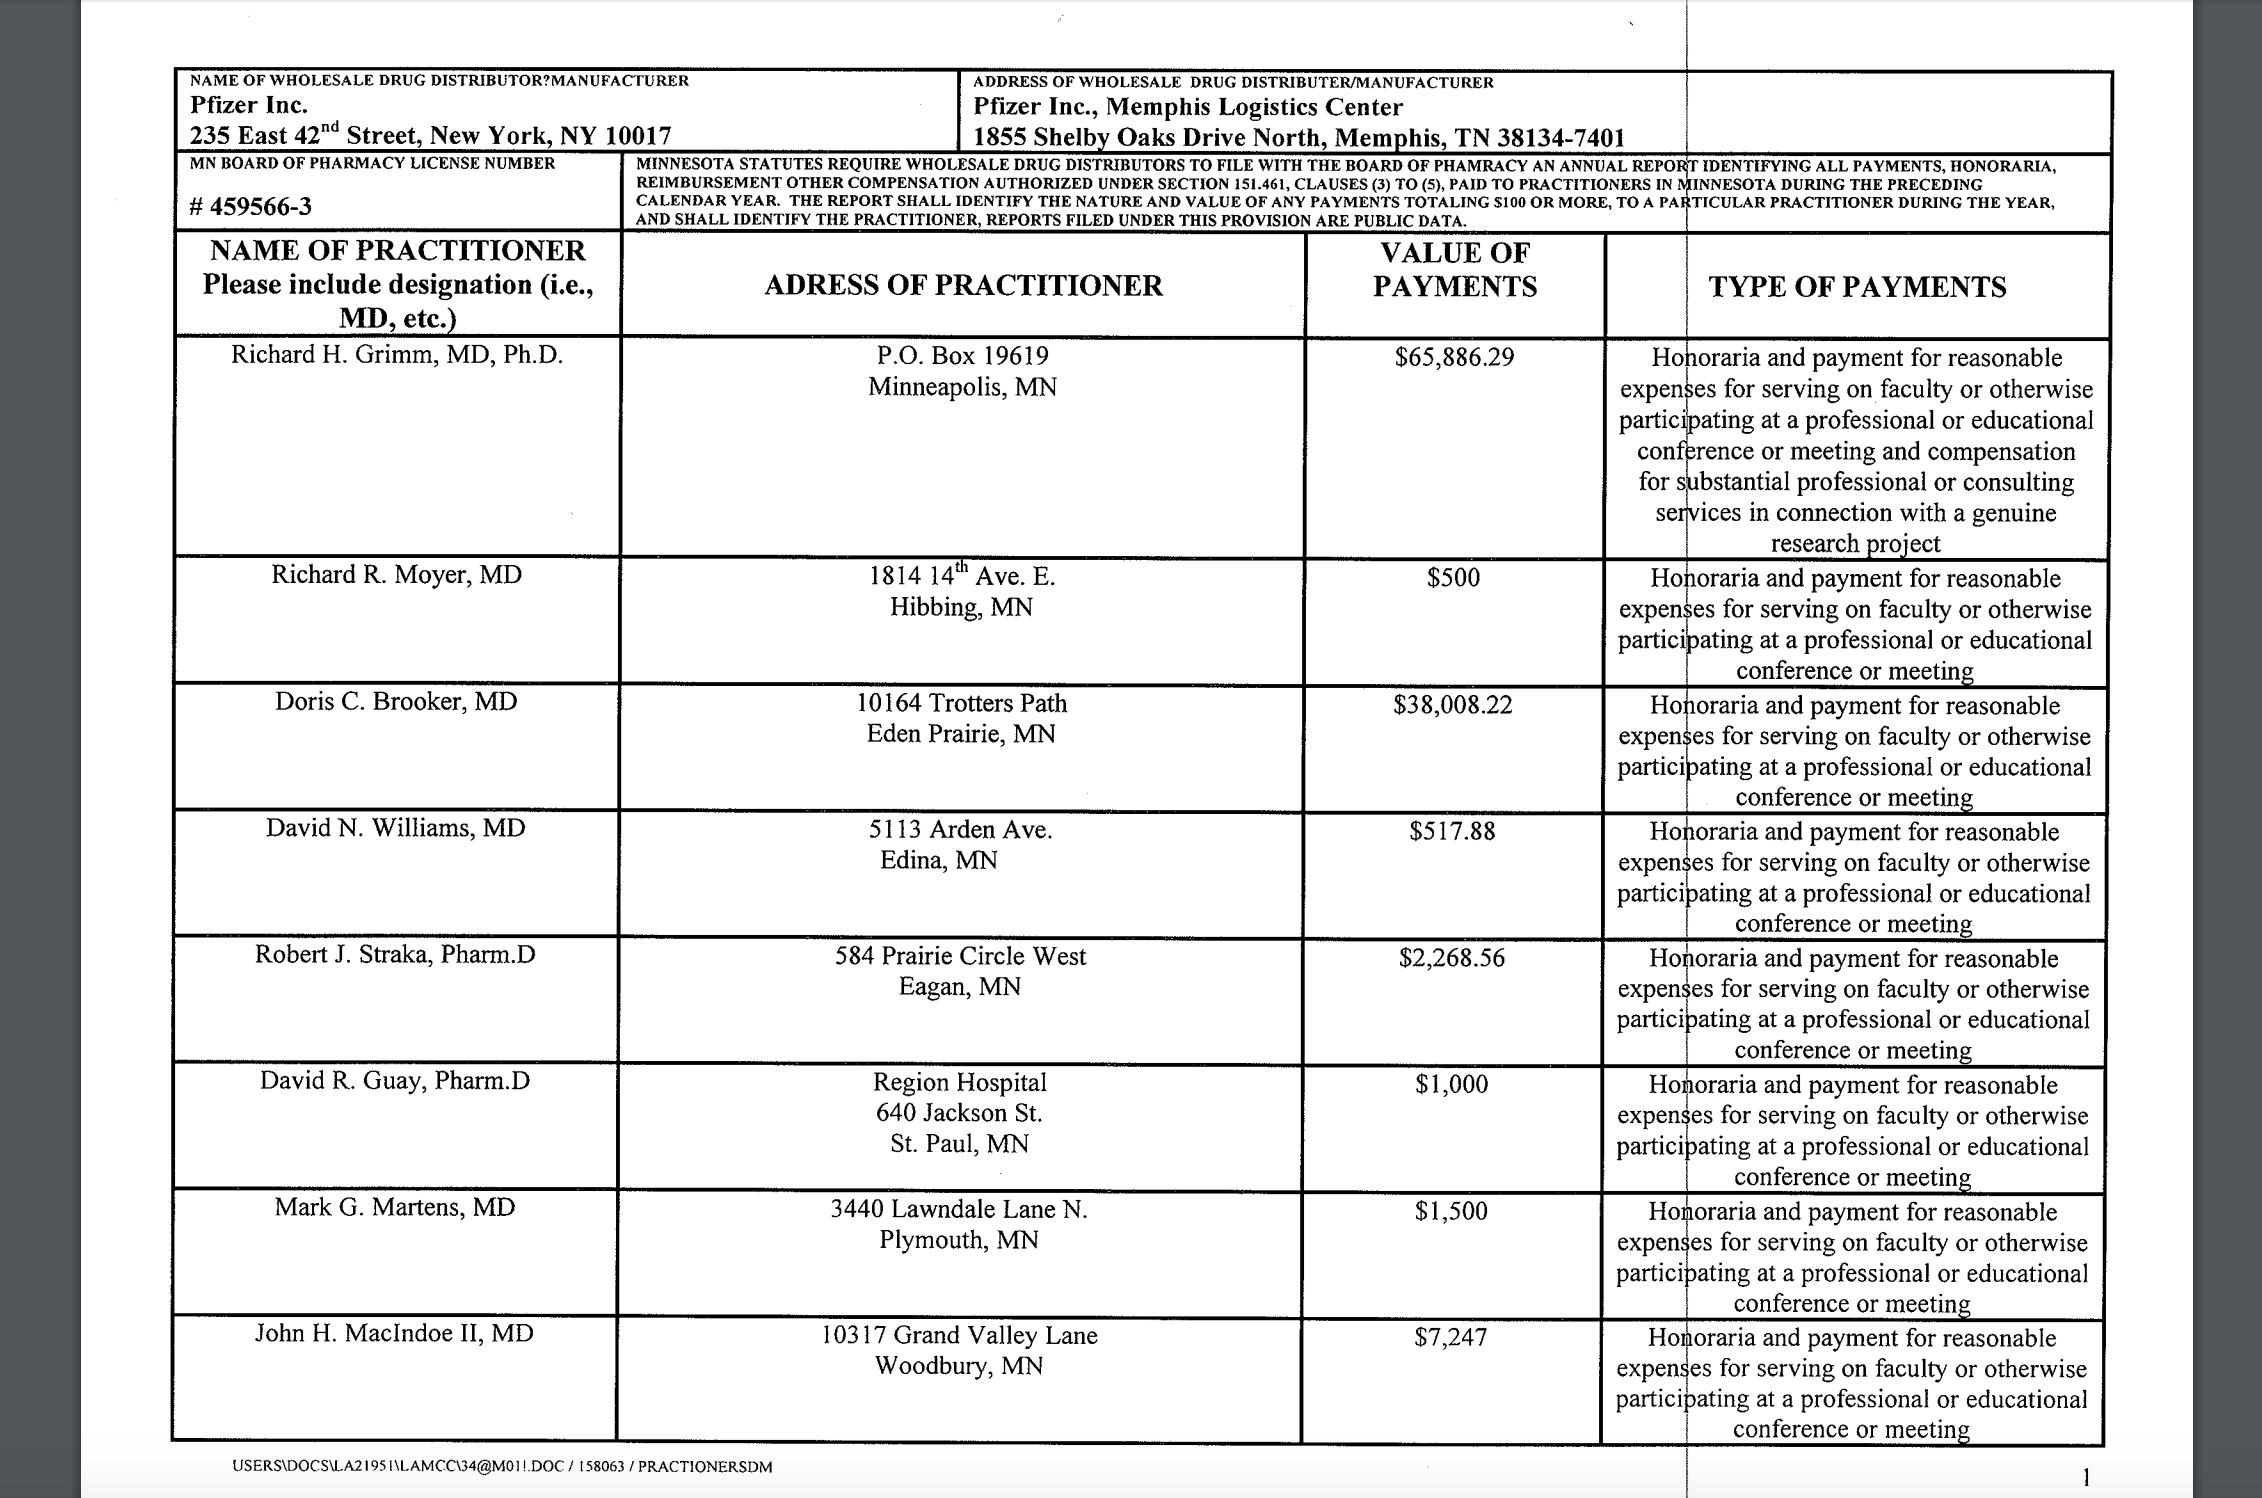 NAME OF WHOLESALE DRUG DISTRIBUTOR?MANUFACTURER
Pfizer Inc.
235 East 42nd Street, New York, NY 10017
ADDRESS OF WHOLESALE DRUG DISTRIBUTER/MANUFACTURER
Pfizer Inc., Memphis Logistics Center
1855 Shelby Oaks Drive North, Memphis, TN 38134-7401
MN BOARD OF PHARMACY LICENSE NUMBER
# 459566-3
MINNESOTA STATUTES REQUIRE WHOLESALE DRUG DISTRIBUTORS TO FILE WITH THE BOARD OF PHAMRACY AN ANNUAL REPORT IDENTIFYING ALL PAYMENTS, HONORARIA,
REIMBURSEMENT OTHER COMPENSATION AUTHORIZED UNDER SECTION 151.461, CLAUSES (3) TO (5), PAID TO PRACTITIONERS IN MINNESOTA DURING THE PRECEDING
CALENDAR YEAR. THE REPORT SHALL IDENTIFY THE NATURE AND VALUE OF ANY PAYMENTS TOTALING $100 OR MORE, TO A PARTICULAR PRACTITIONER DURING THE YEAR,
AND SHALL IDENTIFY THE PRACTITIONER, REPORTS FILED UNDER THIS PROVISION ARE PUBLIC DATA.
NAME OF PRACTITIONER
Please include designation (i.e.,
MD, etc.)
ADRESS OF PRACTITIONER
VALUE OF
PAYMENTS
TYPE OF PAYMENTS
Richard H. Grimm, MD, Ph.D.
P.O. Box 19619
Minneapolis, MN
$65,886.29
Honoraria and payment for reasonable
expenses for serving on faculty or otherwise
participating at a professional or educational
conference or meeting and compensation
for substantial professional or consulting
services in connection with a genuine
research project
Richard R. Moyer, MD
1814 14th Ave. E.
Hibbing, MN
$500
Honoraria and payment for reasonable
expenses for serving on faculty or otherwise
participating at a professional or educational
conference or meeting
Doris C. Brooker, MD
10164 Trotters Path
Eden Prairie, MN
$38,008.22
Honoraria and payment for reasonable
expenses for serving on faculty or otherwise
participating at a professional or educational
conference or meeting
David N. Williams, MD
5113 Arden Ave.
Edina, MN
$517.88
Honoraria and payment for reasonable
expenses for serving on faculty or otherwise
participating at a professional or educational
conference or meeting
Robert J. Straka, Pharm.D
584 Prairie Circle West
Eagan, MN
$2,268.56
Honoraria and payment for reasonable
expenses for serving on faculty or otherwise
participating at a professional or educational
conference or meeting
David R. Guay, Pharm.D
Region Hospital
640 Jackson St.
St. Paul, MN
$1,000
Honoraria and payment for reasonable
expenses for serving on faculty or otherwise
participating at a professional or educational
conference or meeting
Mark G. Martens, MD
3440 Lawndale Lane N.
Plymouth, MN
$1,500
Honoraria and payment for reasonable
expenses for serving on faculty or otherwise
participating at a professional or educational
conference or meeting
John H. MacIndoe II, MD
10317 Grand Valley Lane
Woodbury, MN
$7,247
Honoraria and payment for reasonable
expenses for serving on faculty or otherwise
participating at a professional or educational
conference or meeting
USERS\DOCS\LA21951\LAMCC\34@M01!.DOC / 158063 / PRACTIONERSDM
1